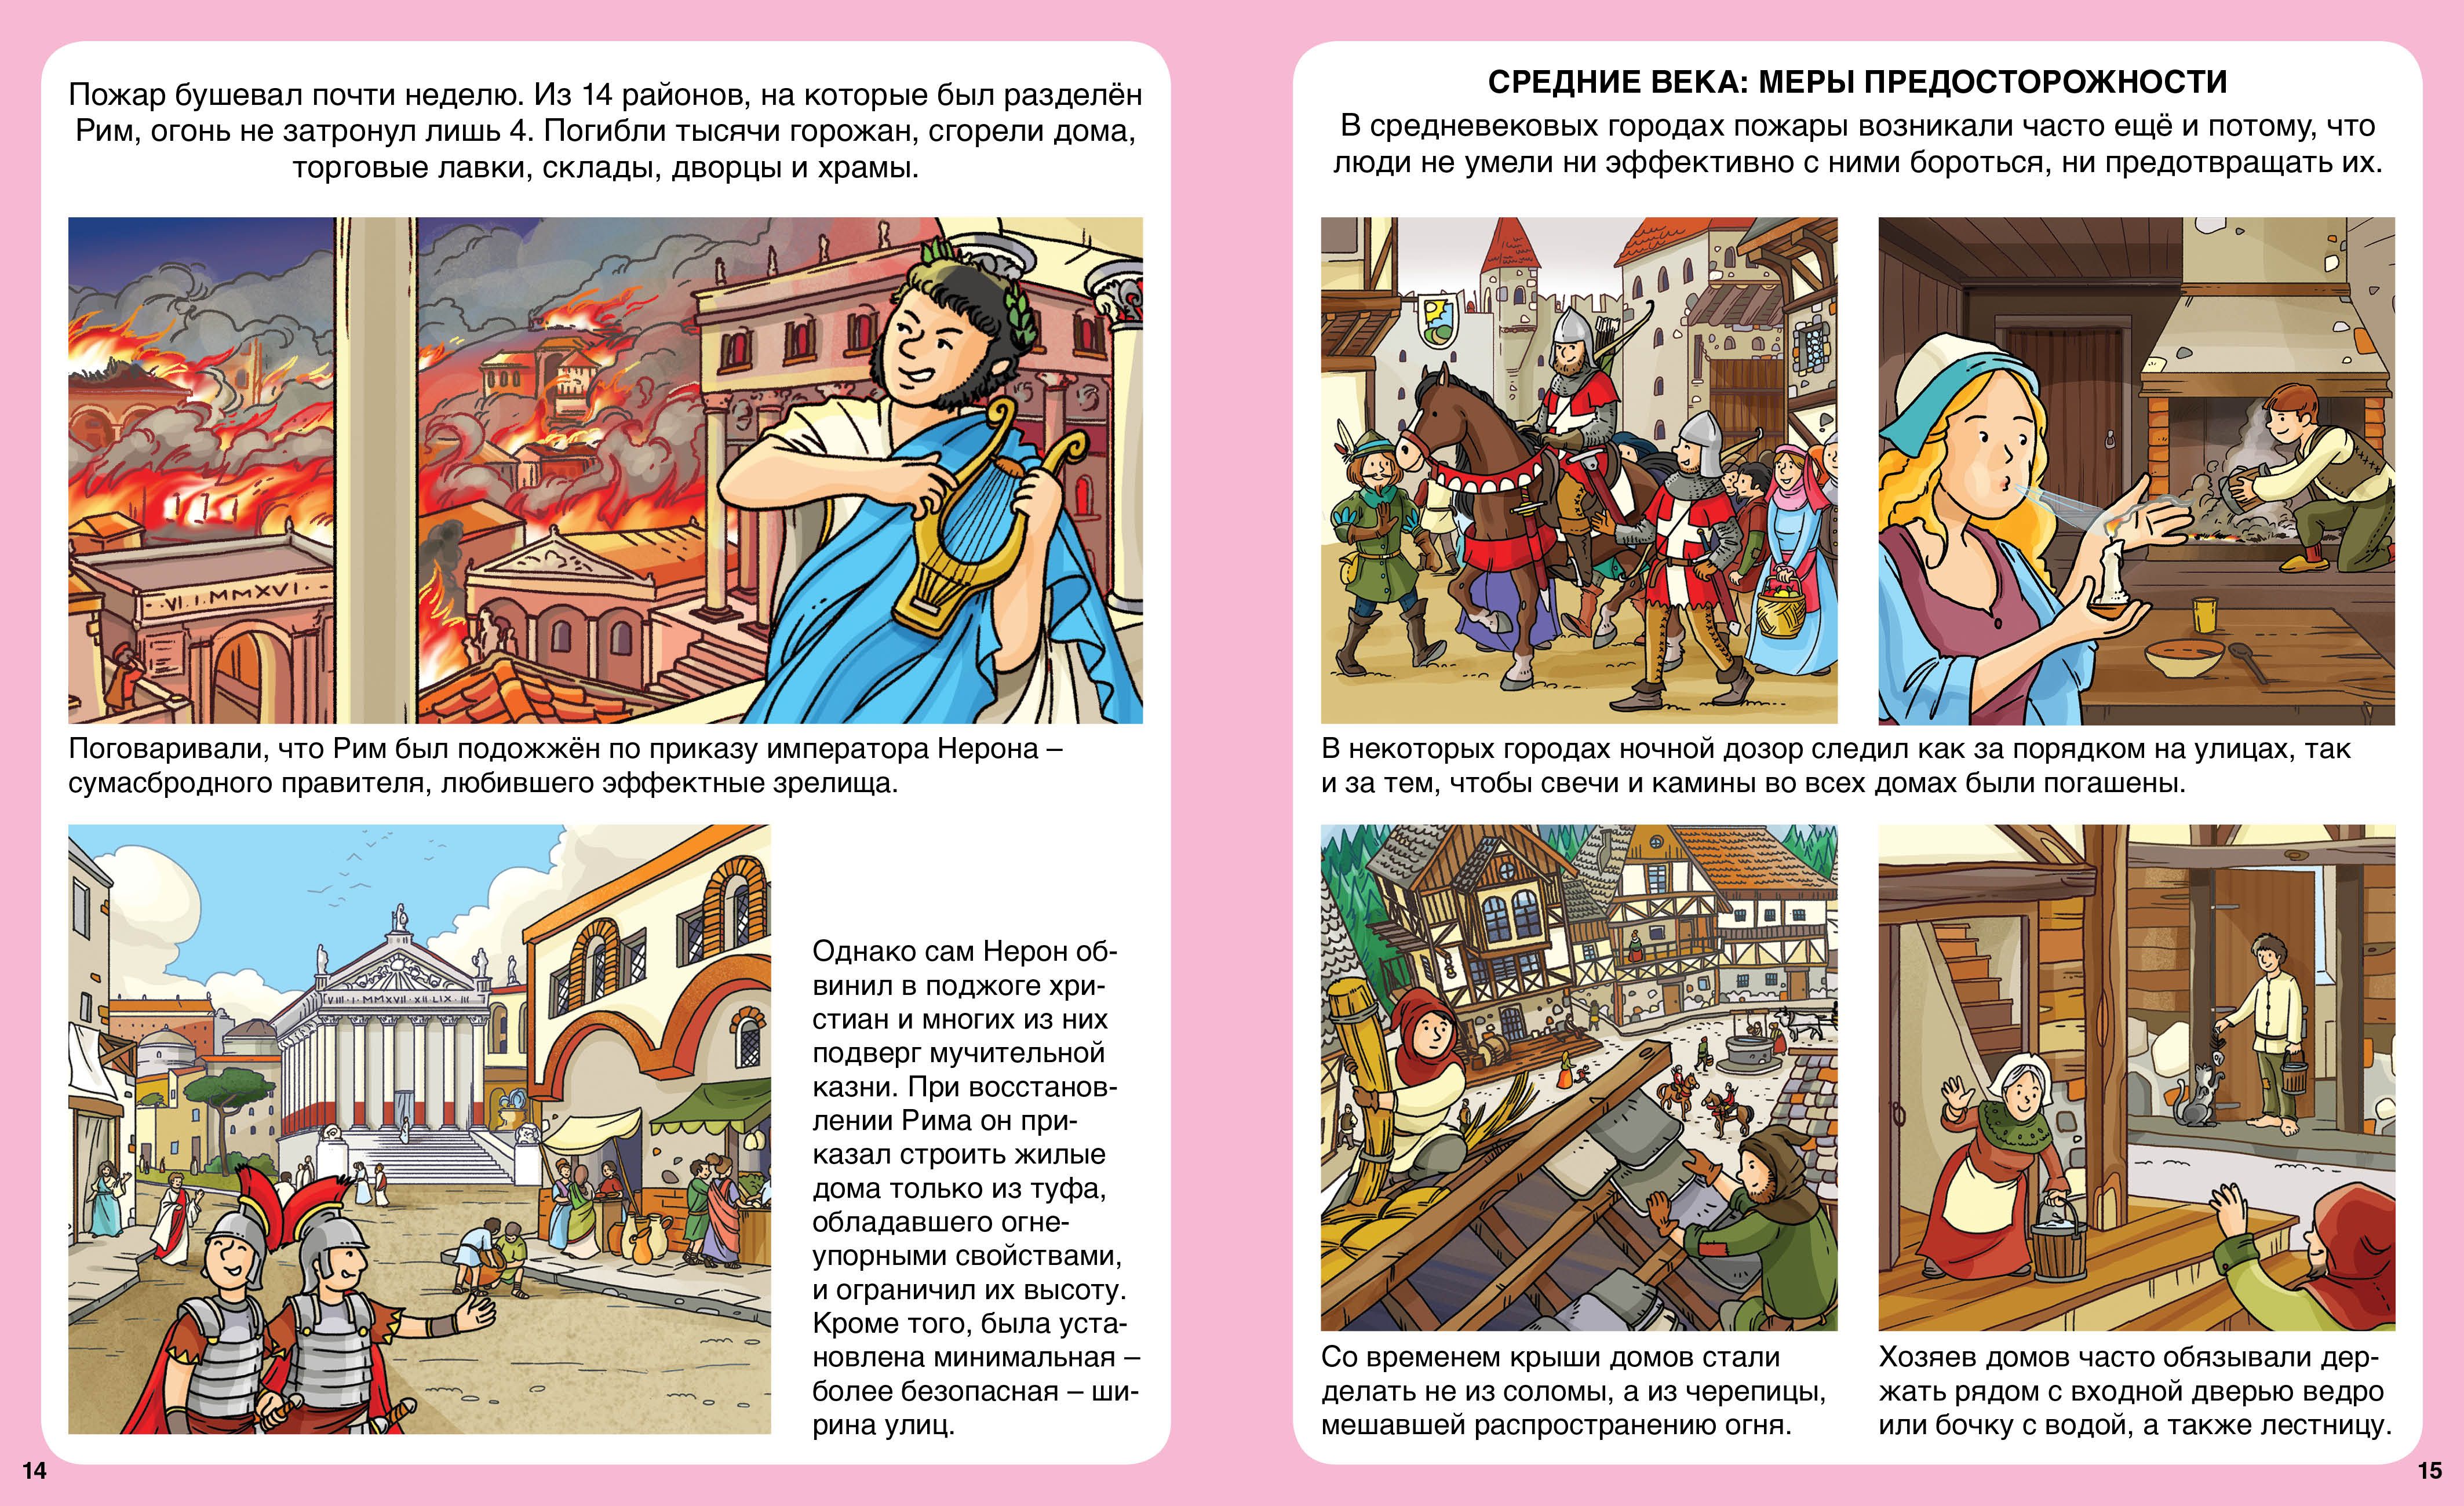 Пожар бушевал почти неделю. Из 14 районов, на которые был разделён
Рим, огонь не затронул лишь 4. Погибли тысячи горожан, сгорели дома,
торговые лавки, склады, дворцы и храмы.
VI.I.MMXVI.
Поговаривали, что Рим был подожжён по приказу императора Нерона –
сумасбродного правителя, любившего эффектные зрелища.
VIII·I·MMXVII·XII LIX·III
Однако сам Нерон об-
винил в поджоге хри-
стиан и многих из них
подверг мучительной
казни. При восстанов-
лении Рима он при-
казал строить жилые
дома только из туфа,
обладавшего огне-
упорными свойствами,
и ограничил их высоту.
Кроме того, была уста-
новлена минимальная –
более безопасная – ши-
рина улиц.
14
СРЕДНИЕ ВЕКА: МЕРЫ ПРЕДОСТОРОЖНОСТИ
В средневековых городах пожары возникали часто ещё и потому, что
люди не умели ни эффективно с ними бороться, ни предотвращать их.
В некоторых городах ночной дозор следил как за порядком на улицах, так
и за тем, чтобы свечи и камины во всех домах были погашены.
Со временем крыши домов стали
делать не из соломы, а из черепицы,
мешавшей распространению огня.
Хозяев домов часто обязывали дер-
жать рядом с входной дверью ведро
или бочку с водой, а также лестницу.
15